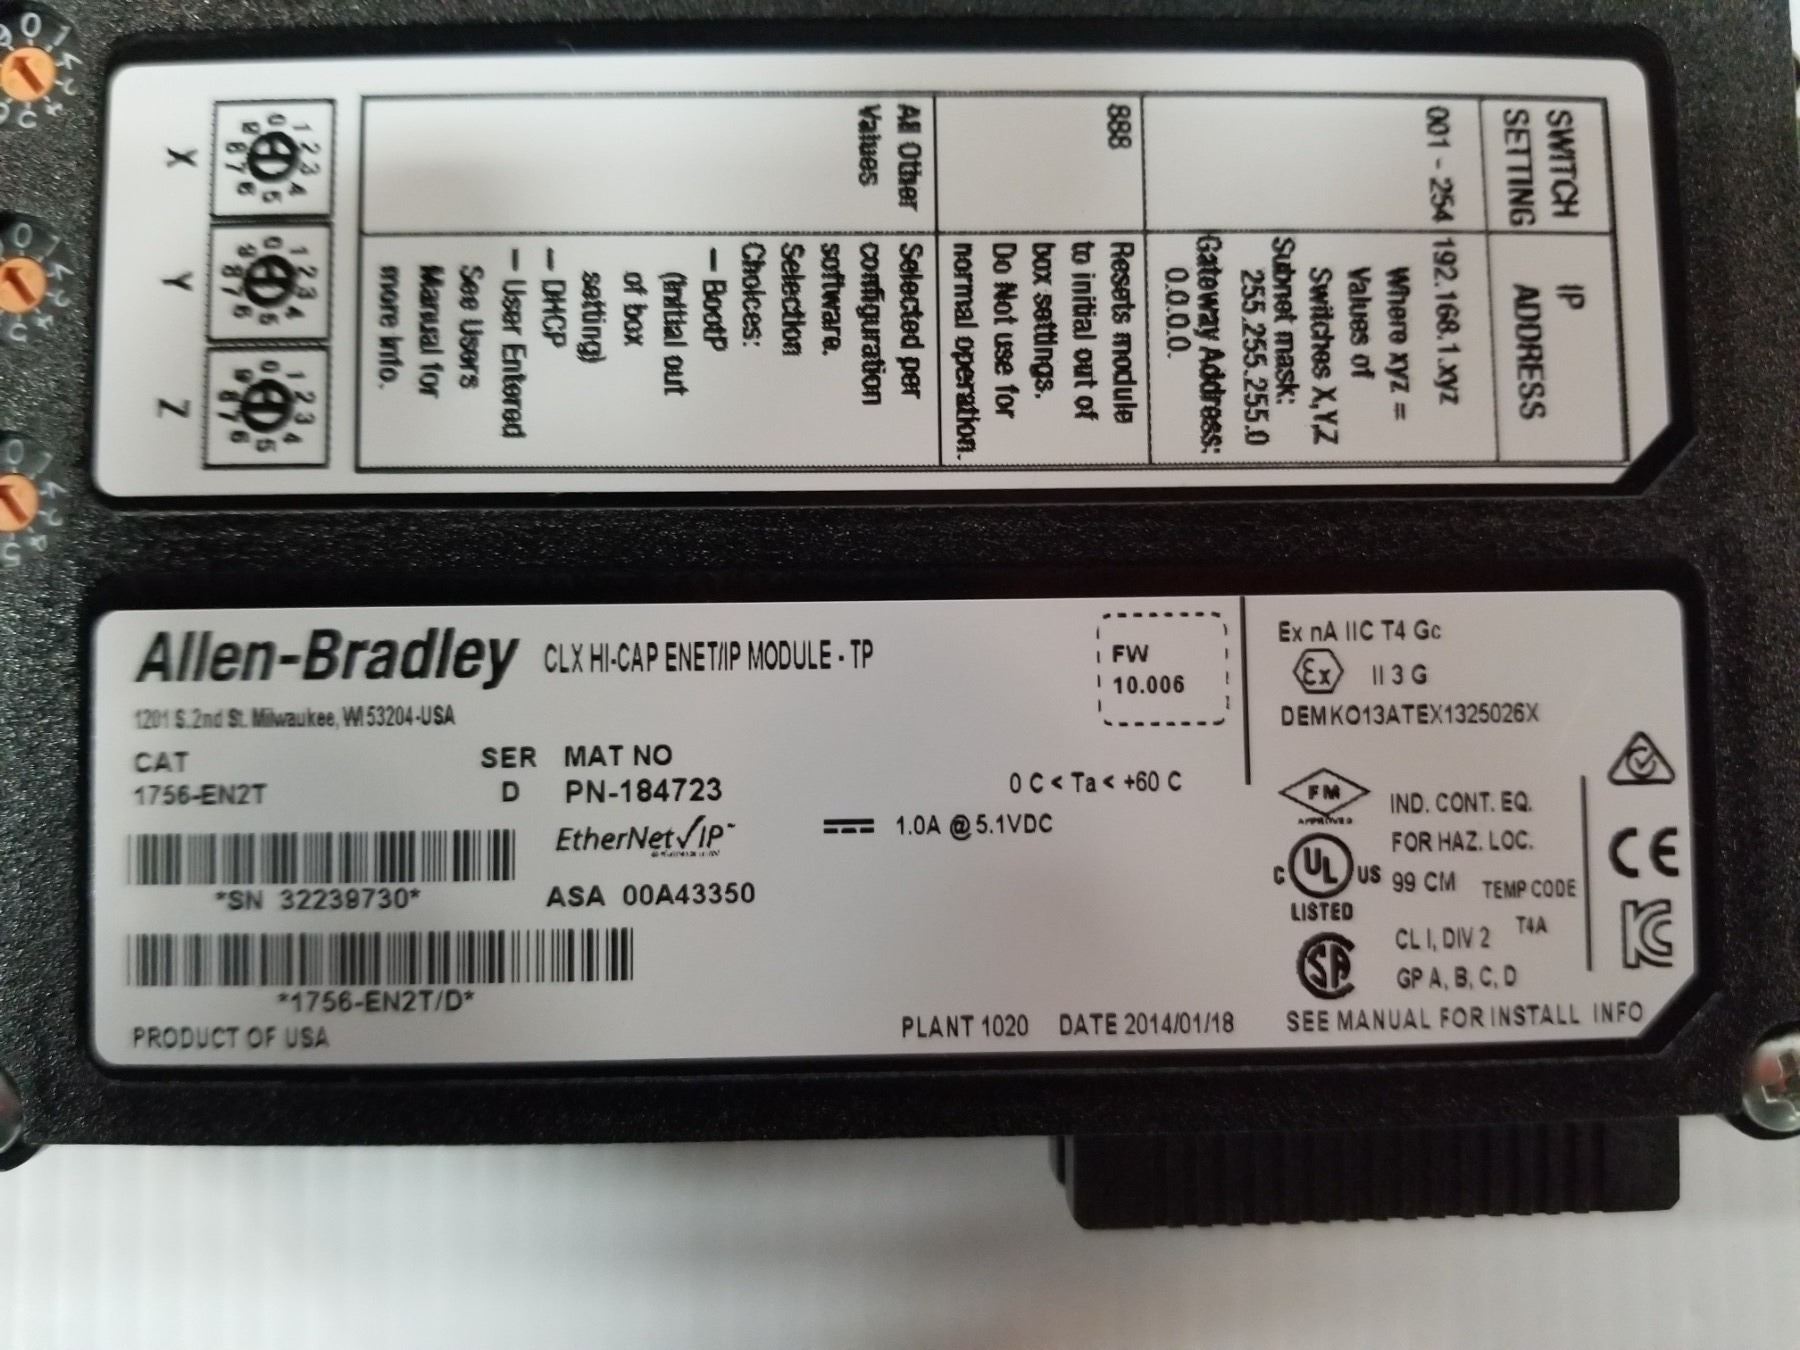 SWITCH SETTING
IP ADDRESS
001 - 254
192.168.1.xyz
Where xyz =
Values of
Switches X,Y,Z
Subnet mask:
255.255.255.0
Gateway Address:
0.0.0.0.
888
Resets module
to initial out of
box settings.
Do Not use for
normal operation.
All Other
Values
Selected per
configuration
software.
Selection
Choices:
– BootP
(Initial out
of box
setting)
– DHCP
– User Entered
See Users
Manual for
more info.
X
Y
Z
Allen-Bradley CLX HI-CAP ENET/IP MODULE - TP
1201 S. 2nd St. Milwaukee, WI 53204-USA
CAT SER MAT NO
1756-EN2T D PN-184723
EtherNet/IP
*SN 32239730* ASA 00A43350
*1756-EN2T/D*
PRODUCT OF USA
FW
10.006
0 C < Ta < +60 C
1.0A @ 5.1VDC
PLANT 1020 DATE 2014/01/18
Ex nA IIC T4 Gc
Ex II 3 G
DEMKO13ATEX1325026X
FM APPROVED
C UL US LISTED
SA
IND. CONT. EQ.
FOR HAZ. LOC.
99 CM TEMP CODE
T4A
CL I, DIV 2
GP A, B, C, D
CE
SEE MANUAL FOR INSTALL INFO